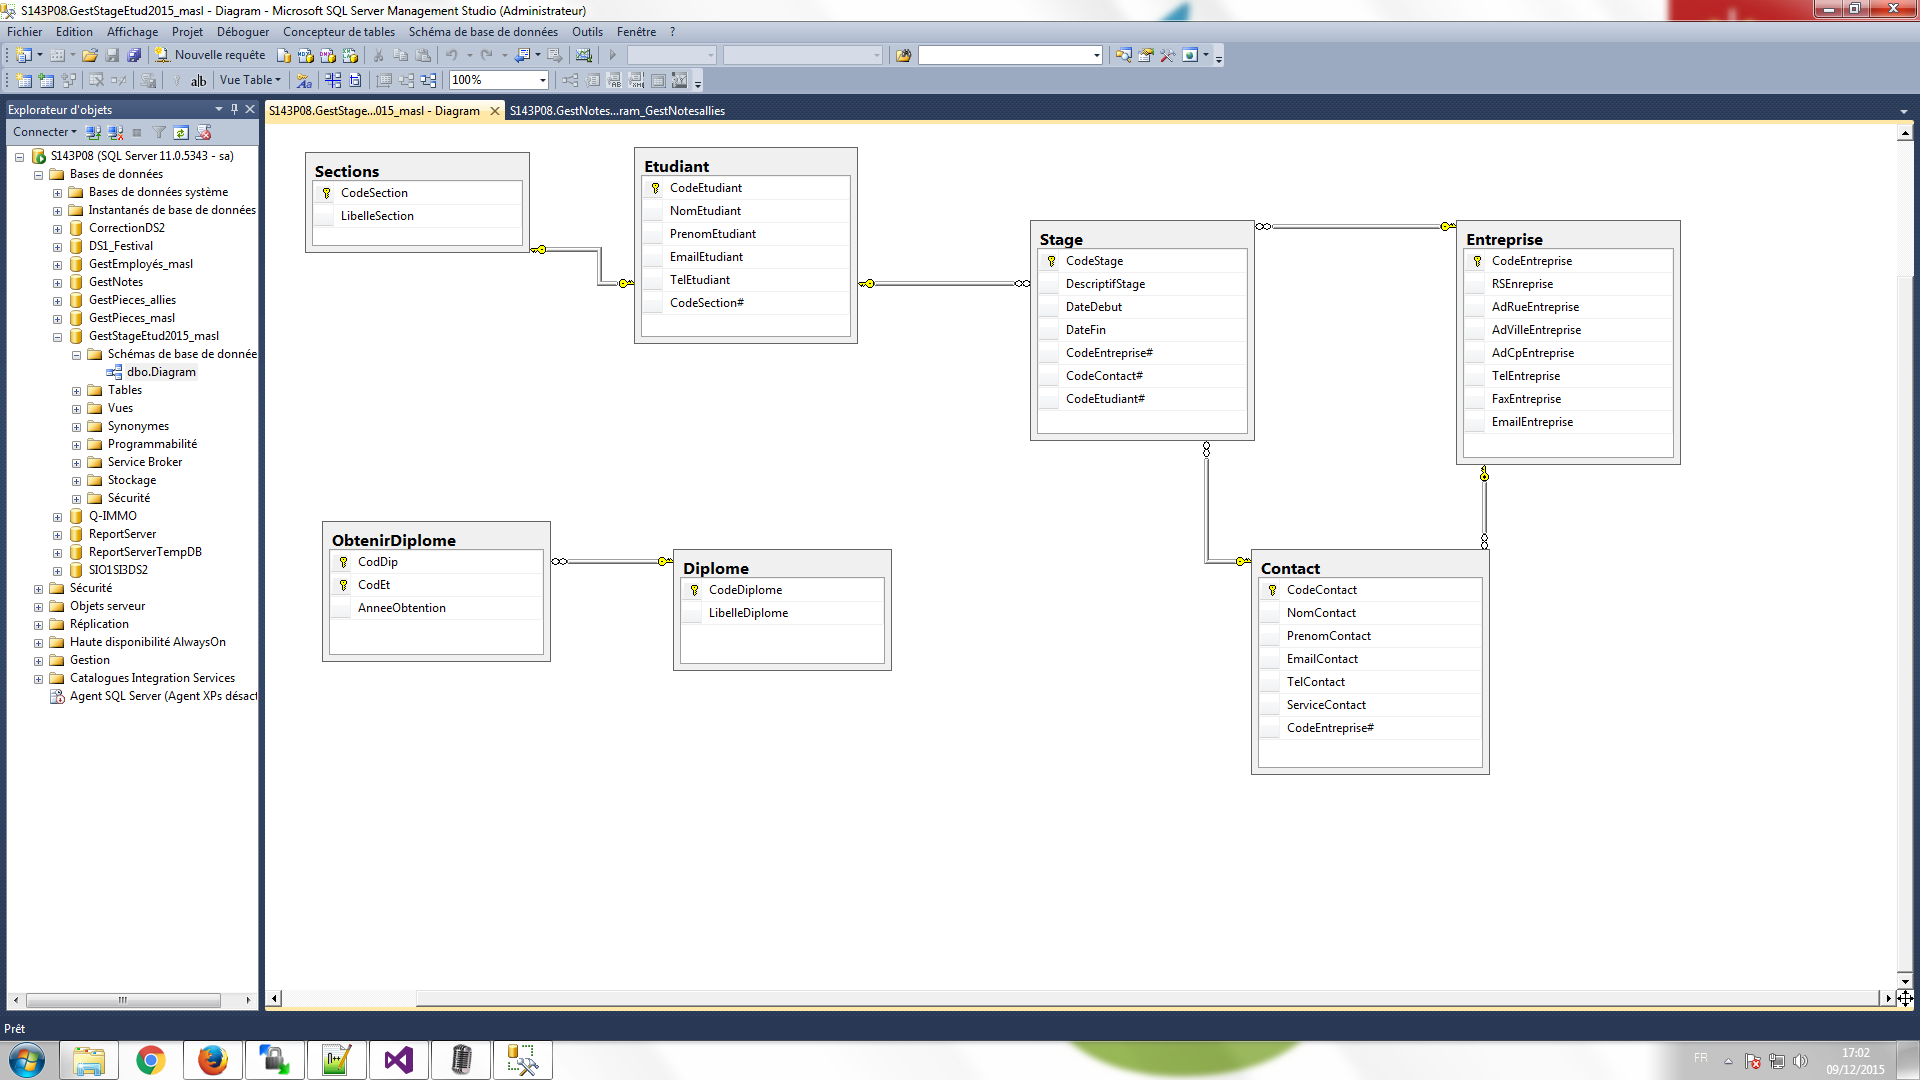 S143P08.GestStageEtud2015_masl - Diagram - Microsoft SQL Server Management Studio (Administrateur)
Fichier Edition Affichage Projet Déboguer Concepteur de tables Schéma de base de données Outils Fenêtre ?
Nouvelle requête
Vue Table 100%
Explorateur d'objets
Connecter
S143P08 (SQL Server 11.0.5343 - sa)
Bases de données
Bases de données système
Instantanés de base de données
CorrectionDS2
DS1_Festival
GestEmployés_masl
GestNotes
GestPieces_allies
GestPieces_masl
GestStageEtud2015_masl
Schémas de base de donnée
dbo.Diagram
Tables
Vues
Synonymes
Programmabilité
Service Broker
Stockage
Sécurité
Q-IMMO
ReportServer
ReportServerTempDB
SIO1SI3DS2
Sécurité
Objets serveur
Réplication
Haute disponibilité AlwaysOn
Gestion
Catalogues Integration Services
Agent SQL Server (Agent XPs désact
S143P08.GestStage...015_masl - Diagram
S143P08.GestNotes...ram_GestNotesallies
Sections
CodeSection
LibelleSection
Etudiant
CodeEtudiant
NomEtudiant
PrenomEtudiant
EmailEtudiant
TelEtudiant
CodeSection#
Stage
CodeStage
DescriptifStage
DateDebut
DateFin
CodeEntreprise#
CodeContact#
CodeEtudiant#
Entreprise
CodeEntreprise
RSEnreprise
AdRueEntreprise
AdVilleEntreprise
AdCpEntreprise
TelEntreprise
FaxEntreprise
EmailEntreprise
ObtenirDiplome
CodDip
CodEt
AnneeObtention
Diplome
CodeDiplome
LibelleDiplome
Contact
CodeContact
NomContact
PrenomContact
EmailContact
TelContact
ServiceContact
CodeEntreprise#
Prêt
FR
17:02
09/12/2015